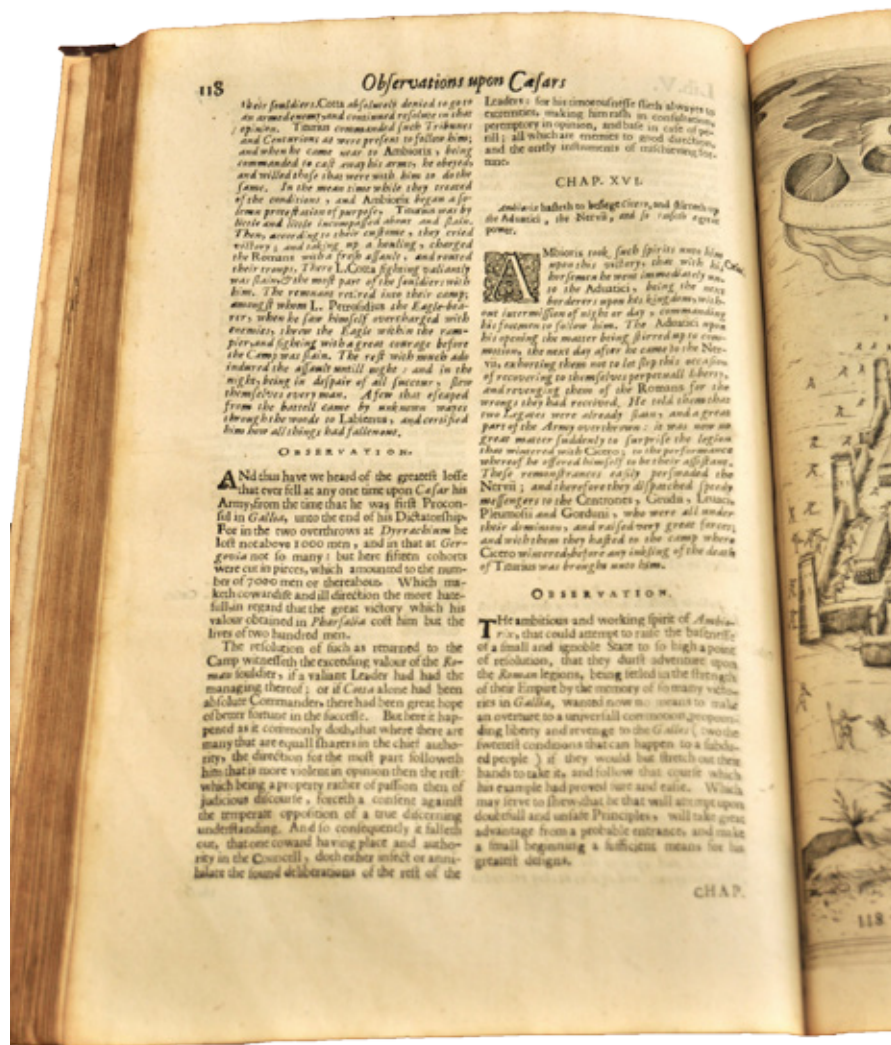 118
Observations upon Cæsars
their souldiers. Cotta absolutely denied to go to
an armed enemy, and continued resolute in that
opinion. Titurius commanded such Tribunes
and Centurions as were present to follow him;
and when he came near to Ambiorix, being
commanded to cast away his arms, he obeyed,
and willed those that were with him to do the
same. In the mean time while they treated
of the conditions, and Ambiorix began a so-
lemn protestation of purpose, Titurius was by
little and little incompassed about and slain.
Then, according to their custome, they cried
victory; and taking up a houling, charged
the Romans with a fresh assault, and routed
their troups. There L. Cotta fighting valiantly
was slain, & the most part of the souldiers with
him. The remnant retired into their camp;
amongst whom L. Petrosidius the Eagle-bea-
rer, when he saw himself overcharged with
enemies, threw the Eagle within the ram-
pier, and fighting with a great courage before
the Camp was slain. The rest with much ado
indured the assault untill night: and in the
night, being in despair of all succour, slew
themselves every man. A few that escaped
from the battell came by unknown wayes
through the woods to Labienus, and certified
him how all things had fallen out.
OBSERVATION.
ANd thus have we heard of the greatest losse
that ever fell at any one time upon Cæsar his
Army, from the time that he was first Procon-
sul in Gallia, unto the end of his Dictatorship.
For in the two overthrows at Dyrrachium he
lost not above 1000 men, and in that at Ger-
govia not so many: but here fifteen cohorts
were cut in pieces, which amounted to the num-
ber of 7000 men or thereabout. Which ma-
keth cowardise and ill direction the more hate-
full, in regard that the great victory which his
valour obtained in Pharsalia cost him but the
lives of two hundred men.
The resolution of such as returned to the
Camp witnesseth the exceeding valour of the Ro-
man souldier, if a valiant Leader had had the
managing thereof; or if Cotta alone had been
absolute Commander, there had been great hope
of better fortune in the successe. But here it hap-
pened as it commonly doth, that where there are
many that are equall sharers in the chief autho-
rity, the direction for the most part followeth
him that is more violent in opinion then the rest:
which being a property rather of passion then of
judicious discourse, forceth a consent against
the temperate opposition of a true discerning
understanding. And so consequently it falleth
out, that one coward having place and autho-
rity in the Councill, doth either infect or anni-
hilate the sound deliberations of the rest of the
Leaders: for his timorousnesse flieth alwayes to
extremities, making him rash in consultation,
peremptory in opinion, and base in case of pe-
rill; all which are enemies to good direction,
and the onely instruments of mischieving for-
tune.
CHAP. XVI.
Ambiorix hasteth to besiege Cicero, and stirreth up
the Aduatici, the Nervii, and so raiseth a great
power.
AMbiorix took such spirits unto him
upon this victory, that with his
Cæsar.
horsemen he went immediately un-
to the Aduatici, being the next
borderers upon his kingdom, with-
out intermission of night or day, commanding
his footmen to follow him. The Aduatici upon
his opening the matter being stirred up to com-
motion, the next day after he came to the Ner-
vii, exhorting them not to let slip this occasion
of recovering to themselves perpetuall liberty,
and revenging them of the Romans for the
wrongs they had received. He told them that
two Legates were already slain, and a great
part of the Army overthrown: it was now no
great matter suddenly to surprise the legion
that wintered with Cicero; to the performance
whereof he offered himself to be their assistant.
These remonstrances easily perswaded the
Nervii; and therefore they dispatched speedy
messengers to the Centrones, Grudii, Levaci,
Pleumosii and Gorduni, who were all under
their dominion, and raised very great forces;
and with them they hasted to the camp where
Cicero wintered, before any inkling of the death
of Titurius was brought unto him.
OBSERVATION.
THe ambitious and working spirit of Ambio-
rix, that could attempt to raise the basenesse
of a small and ignoble State to so high a point
of resolution, that they durst adventure upon
the Roman legions, being setled in the strength
of their Empire by the memory of so many victo-
ries in Gallia, wanted now no means to make
an overture to a universall commotion, propoun-
ding liberty and revenge to the Galles (two the
sweetest conditions that can happen to a subdu-
ed people) if they would but stretch out their
hands to take it, and follow that course which
his example had proved sure and easie. Which
may serve to shew, that he that will attempt upon
doubtfull and unsafe Principles, will take great
advantage from a probable entrance, and make
a small beginning a sufficient means for his
greatest designs.
CHAP.
118